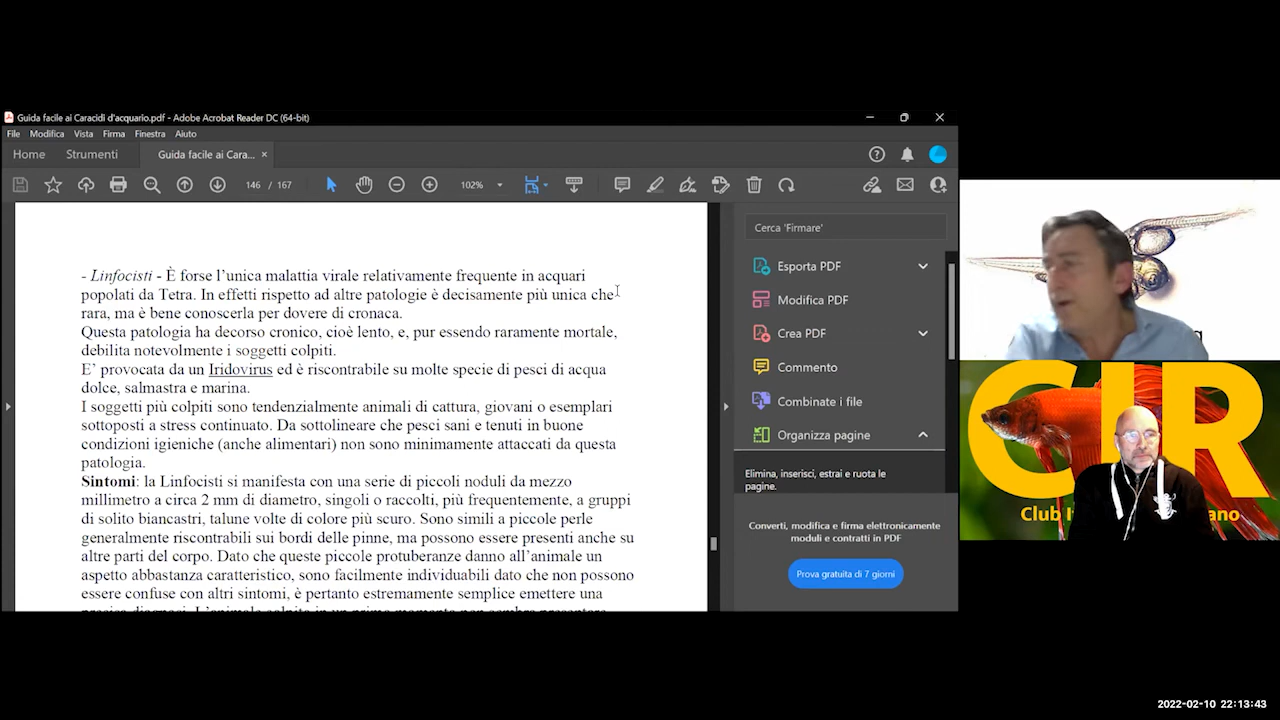 Guida facile ai Caracidi d'acquario.pdf - Adobe Acrobat Reader DC (64-bit)
File Modifica Vista Firma Finestra Aiuto
Home Strumenti Guida facile ai Cara... ×
146 / 167 102%
- Linfocisti - È forse l’unica malattia virale relativamente frequente in acquari
popolati da Tetra. In effetti rispetto ad altre patologie è decisamente più unica che
rara, ma è bene conoscerla per dovere di cronaca.
Questa patologia ha decorso cronico, cioè lento, e, pur essendo raramente mortale,
debilita notevolmente i soggetti colpiti.
E’ provocata da un Iridovirus ed è riscontrabile su molte specie di pesci di acqua
dolce, salmastra e marina.
I soggetti più colpiti sono tendenzialmente animali di cattura, giovani o esemplari
sottoposti a stress continuato. Da sottolineare che pesci sani e tenuti in buone
condizioni igieniche (anche alimentari) non sono minimamente attaccati da questa
patologia.
Sintomi: la Linfocisti si manifesta con una serie di piccoli noduli da mezzo
millimetro a circa 2 mm di diametro, singoli o raccolti, più frequentemente, a gruppi
di solito biancastri, talune volte di colore più scuro. Sono simili a piccole perle
generalmente riscontrabili sui bordi delle pinne, ma possono essere presenti anche su
altre parti del corpo. Dato che queste piccole protuberanze danno all’animale un
aspetto abbastanza caratteristico, sono facilmente individuabili dato che non possono
essere confuse con altri sintomi, è pertanto estremamente semplice emettere una
Cerca 'Firmare'
Esporta PDF
Modifica PDF
Crea PDF
Commento
Combinate i file
Organizza pagine
Elimina, inserisci, estrai e ruota le
pagine.
Converti, modifica e firma elettronicamente
moduli e contratti in PDF
Prova gratuita di 7 giorni
CIR
Club
2022-02-10 22:13:43